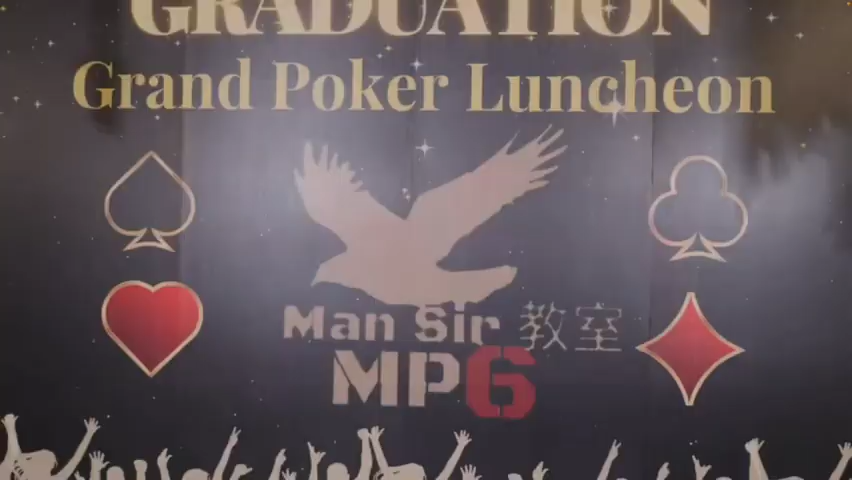 GRADUATION
Grand Poker Luncheon
Man Sir 教室
MP6